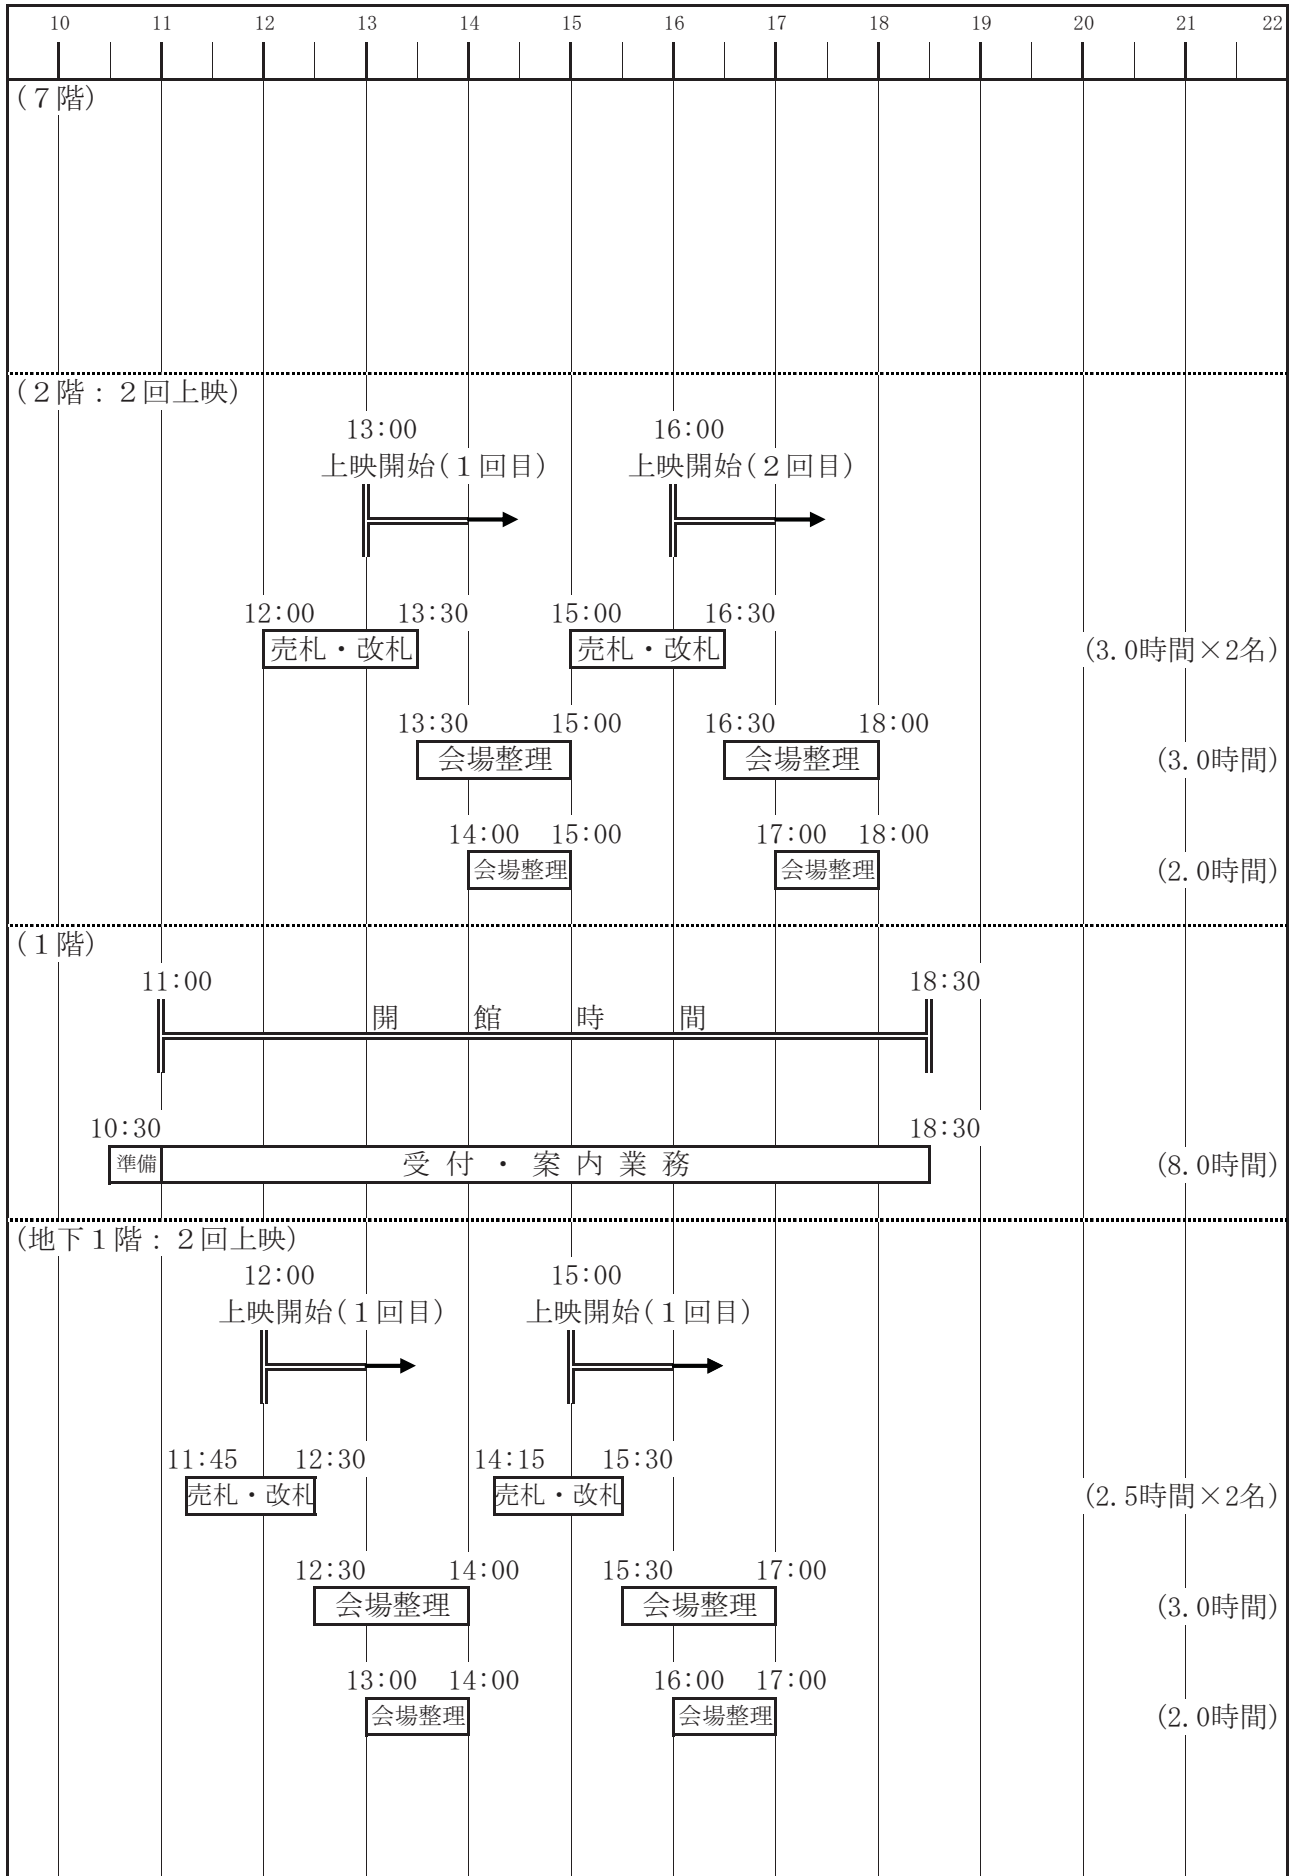 10 11 12 13 14 15 16 17 18 19 20 21 22
(７階)
(２階：２回上映)
13:00 16:00
上映開始(１回目) 上映開始(２回目)
12:00 13:30 15:00 16:30
売札・改札 売札・改札 (3.0時間×2名)
13:30 15:00 16:30 18:00
会場整理 会場整理 (3.0時間)
14:00 15:00 17:00 18:00
会場整理 会場整理 (2.0時間)
(１階)
11:00 18:30
開館時間
10:30 18:30
準備 受付・案内業務 (8.0時間)
(地下１階：２回上映)
12:00 15:00
上映開始(１回目) 上映開始(１回目)
11:45 12:30 14:15 15:30
売札・改札 売札・改札 (2.5時間×2名)
12:30 14:00 15:30 17:00
会場整理 会場整理 (3.0時間)
13:00 14:00 16:00 17:00
会場整理 会場整理 (2.0時間)